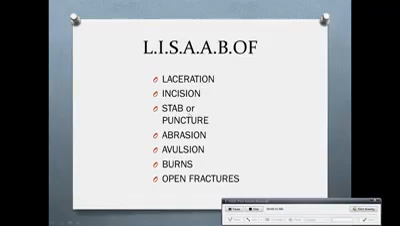 L.I.S.A.A.B.OF
LACERATION
INCISION
STAB or
PUNCTURE
ABRASION
AVULSION
BURNS
OPEN FRACTURES